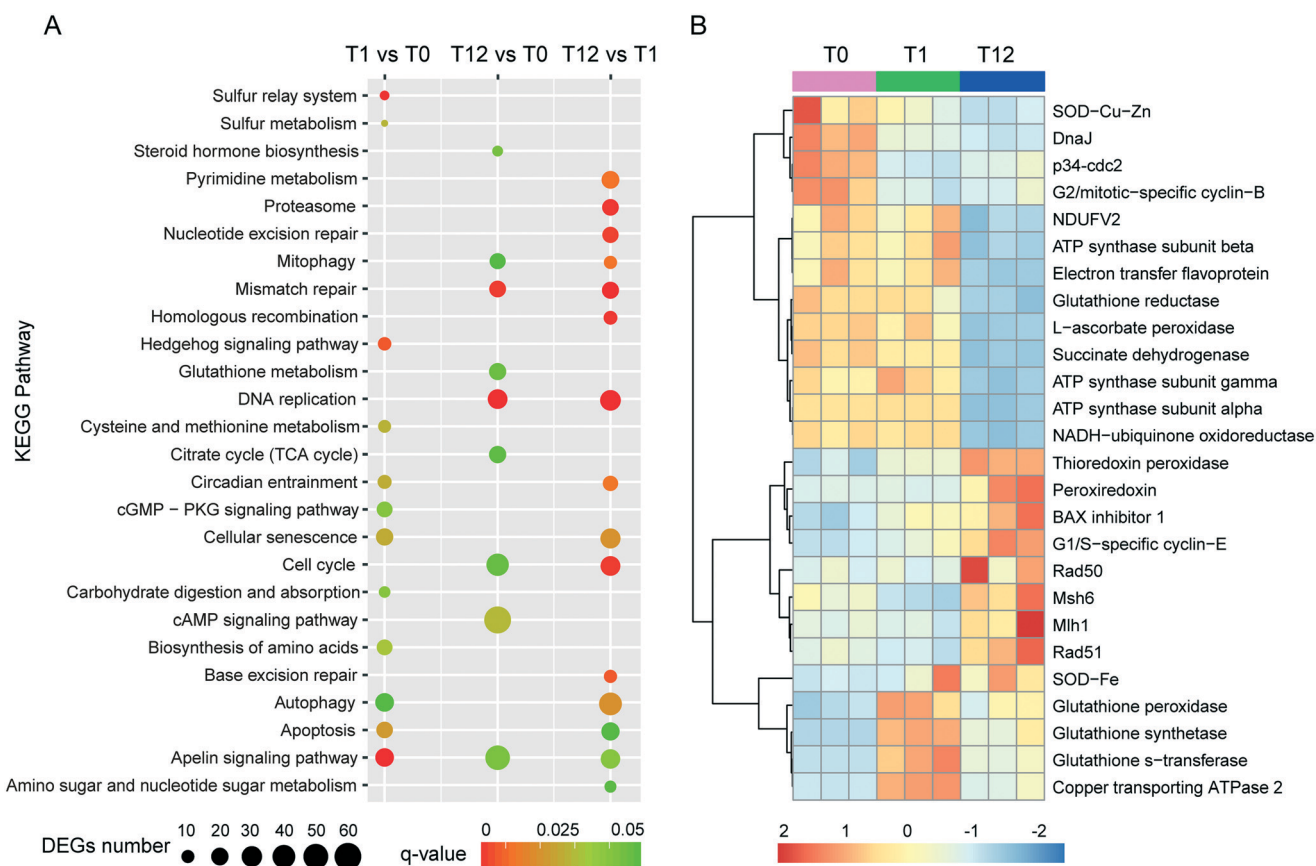 A
T1 vs T0 T12 vs T0 T12 vs T1
KEGG Pathway
Sulfur relay system
Sulfur metabolism
Steroid hormone biosynthesis
Pyrimidine metabolism
Proteasome
Nucleotide excision repair
Mitophagy
Mismatch repair
Homologous recombination
Hedgehog signaling pathway
Glutathione metabolism
DNA replication
Cysteine and methionine metabolism
Citrate cycle (TCA cycle)
Circadian entrainment
cGMP − PKG signaling pathway
Cellular senescence
Cell cycle
Carbohydrate digestion and absorption
cAMP signaling pathway
Biosynthesis of amino acids
Base excision repair
Autophagy
Apoptosis
Apelin signaling pathway
Amino sugar and nucleotide sugar metabolism
DEGs number
10 20 30 40 50 60
q-value
0 0.025 0.05
B
T0 T1 T12
SOD−Cu−Zn
DnaJ
p34-cdc2
G2/mitotic−specific cyclin−B
NDUFV2
ATP synthase subunit beta
Electron transfer flavoprotein
Glutathione reductase
L−ascorbate peroxidase
Succinate dehydrogenase
ATP synthase subunit gamma
ATP synthase subunit alpha
NADH−ubiquinone oxidoreductase
Thioredoxin peroxidase
Peroxiredoxin
BAX inhibitor 1
G1/S−specific cyclin−E
Rad50
Msh6
Mlh1
Rad51
SOD−Fe
Glutathione peroxidase
Glutathione synthetase
Glutathione s−transferase
Copper transporting ATPase 2
2 1 0 -1 -2